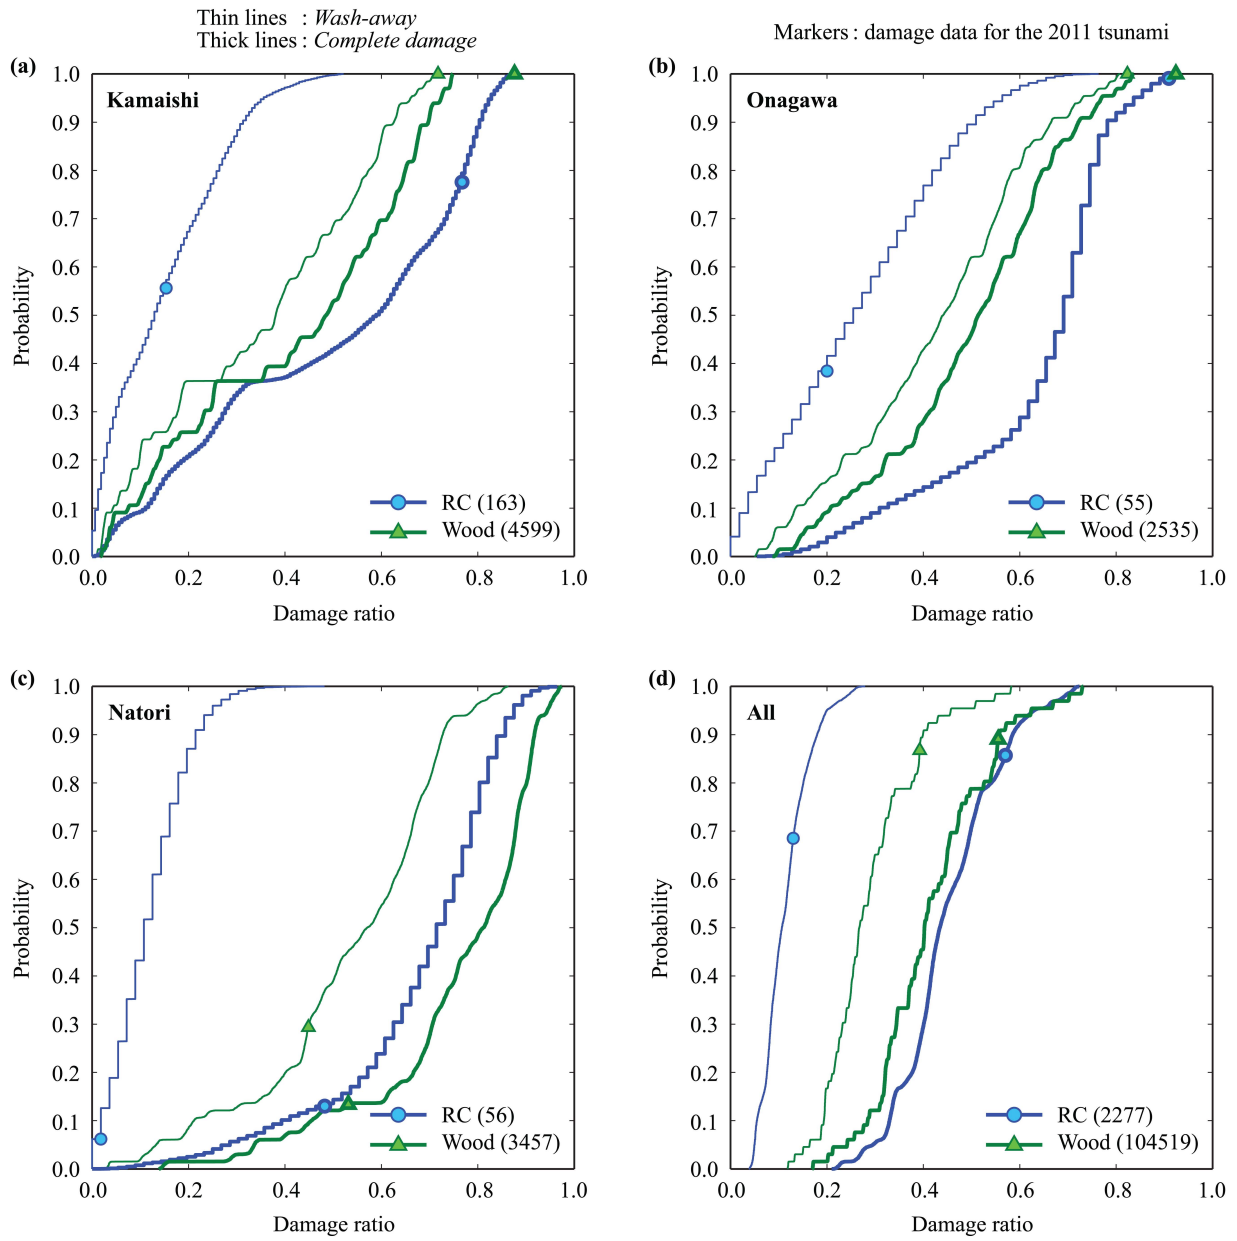 Thin lines : Wash-away
Thick lines : Complete damage
Markers : damage data for the 2011 tsunami
(a)
Kamaishi
1.0
0.9
0.8
0.7
0.6
0.5
0.4
0.3
0.2
0.1
0.0
Probability
RC (163)
Wood (4599)
0.0 0.2 0.4 0.6 0.8 1.0
Damage ratio
(b)
Onagawa
1.0
0.9
0.8
0.7
0.6
0.5
0.4
0.3
0.2
0.1
0.0
Probability
RC (55)
Wood (2535)
0.0 0.2 0.4 0.6 0.8 1.0
Damage ratio
(c)
Natori
1.0
0.9
0.8
0.7
0.6
0.5
0.4
0.3
0.2
0.1
0.0
Probability
RC (56)
Wood (3457)
0.0 0.2 0.4 0.6 0.8 1.0
Damage ratio
(d)
All
1.0
0.9
0.8
0.7
0.6
0.5
0.4
0.3
0.2
0.1
0.0
Probability
RC (2277)
Wood (104519)
0.0 0.2 0.4 0.6 0.8 1.0
Damage ratio